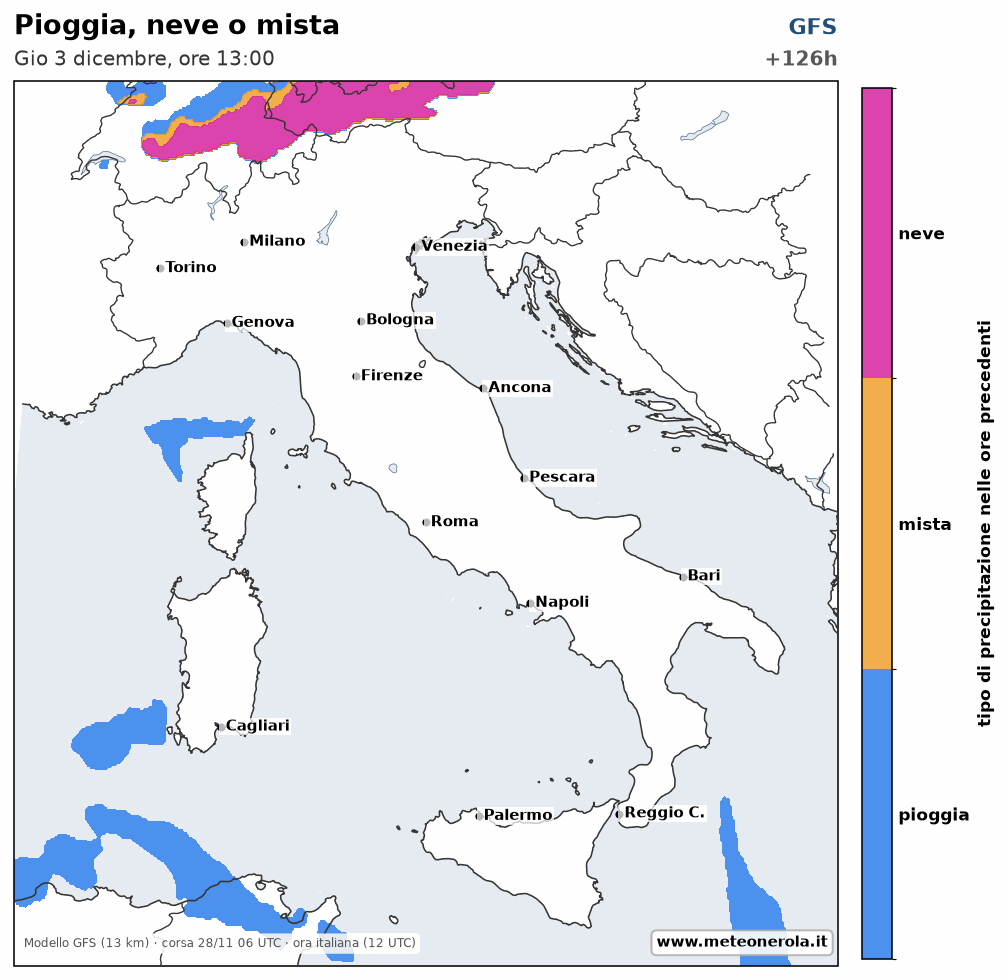 Pioggia, neve o mista
GFS
Gio 3 dicembre, ore 13:00
+126h
neve
Milano
Venezia
Torino
Genova
Bologna
Firenze
Ancona
tipo di precipitazione nelle ore precedenti
Pescara
Roma
mista
Bari
Napoli
Cagliari
Palermo
Reggio C.
pioggia
Modello GFS (13 km) · corsa 28/11 06 UTC · ora italiana (12 UTC)
www.meteonerola.it